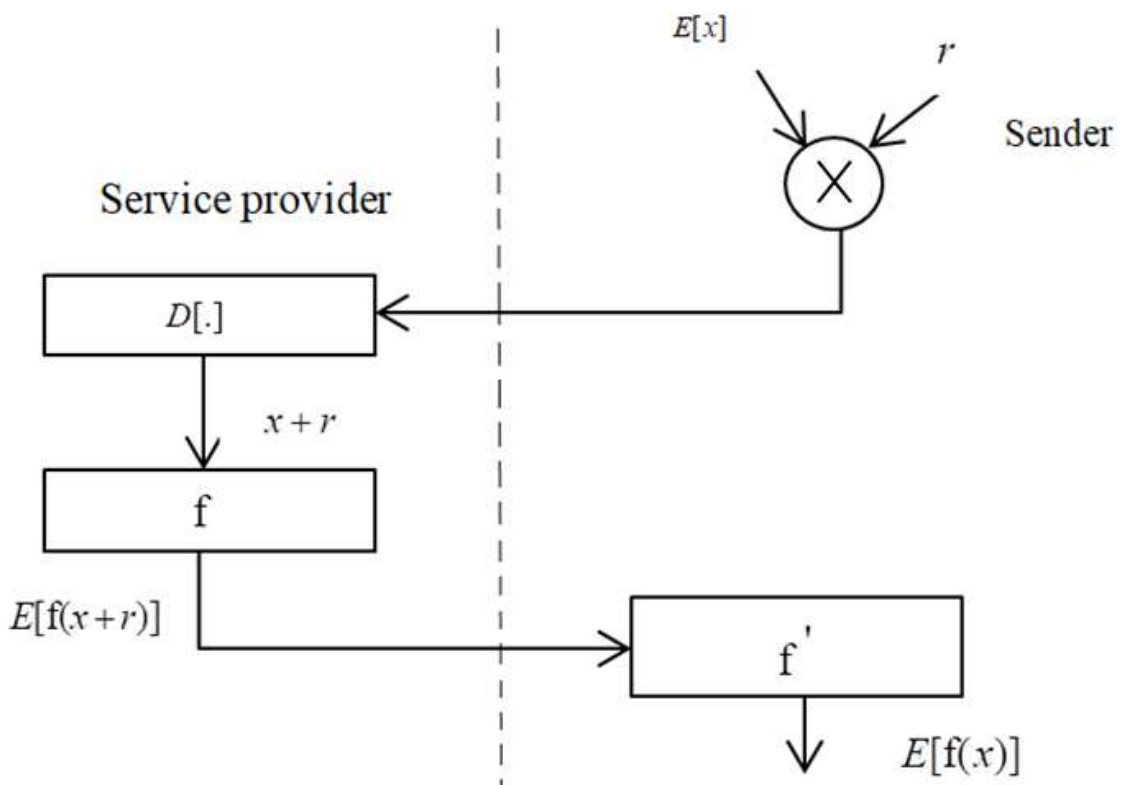 E[x]
r
Sender
Service provider
D[.]
x + r
f
E[f(x+r)]
f '
E[f(x)]